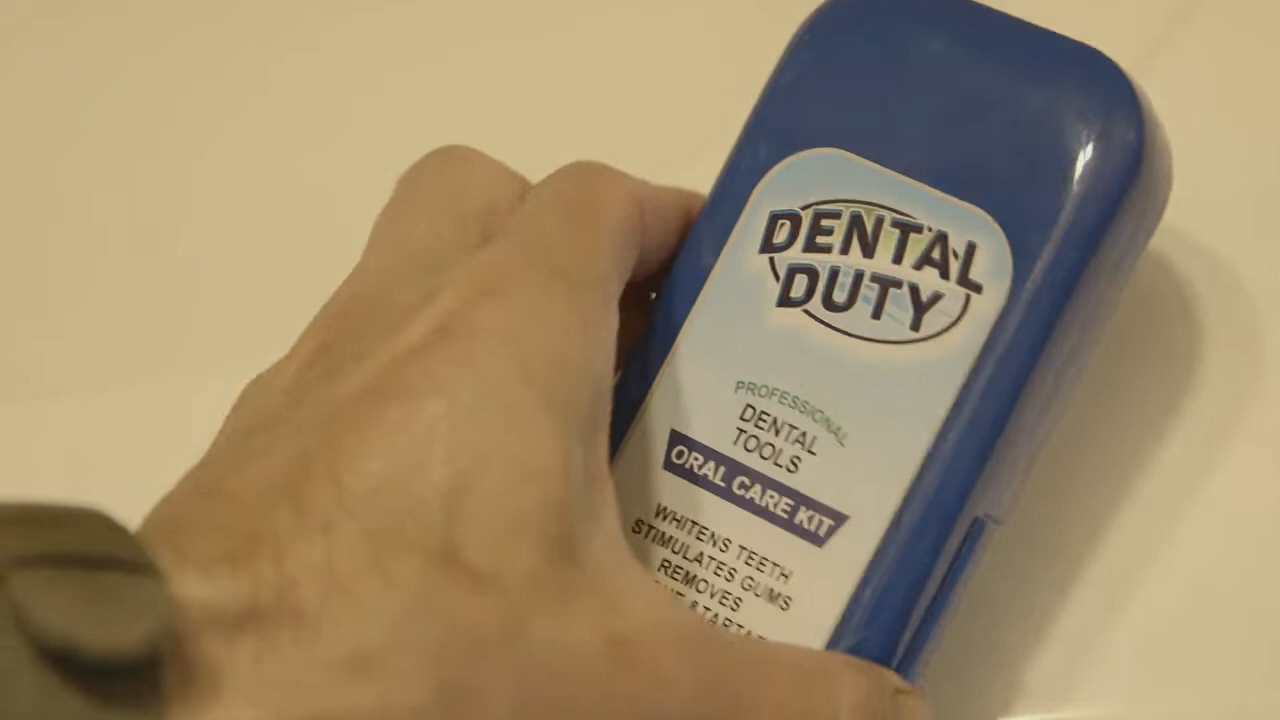 DENTAL
DUTY
PROFESSIONAL
DENTAL
TOOLS
ORAL CARE KIT
WHITENS TEETH
STIMULATES GUMS
REMOVES